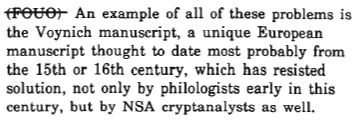 (FOUO) An example of all of these problems is
the Voynich manuscript, a unique European
manuscript thought to date most probably from
the 15th or 16th century, which has resisted
solution, not only by philologists early in this
century, but by NSA cryptanalysts as well.